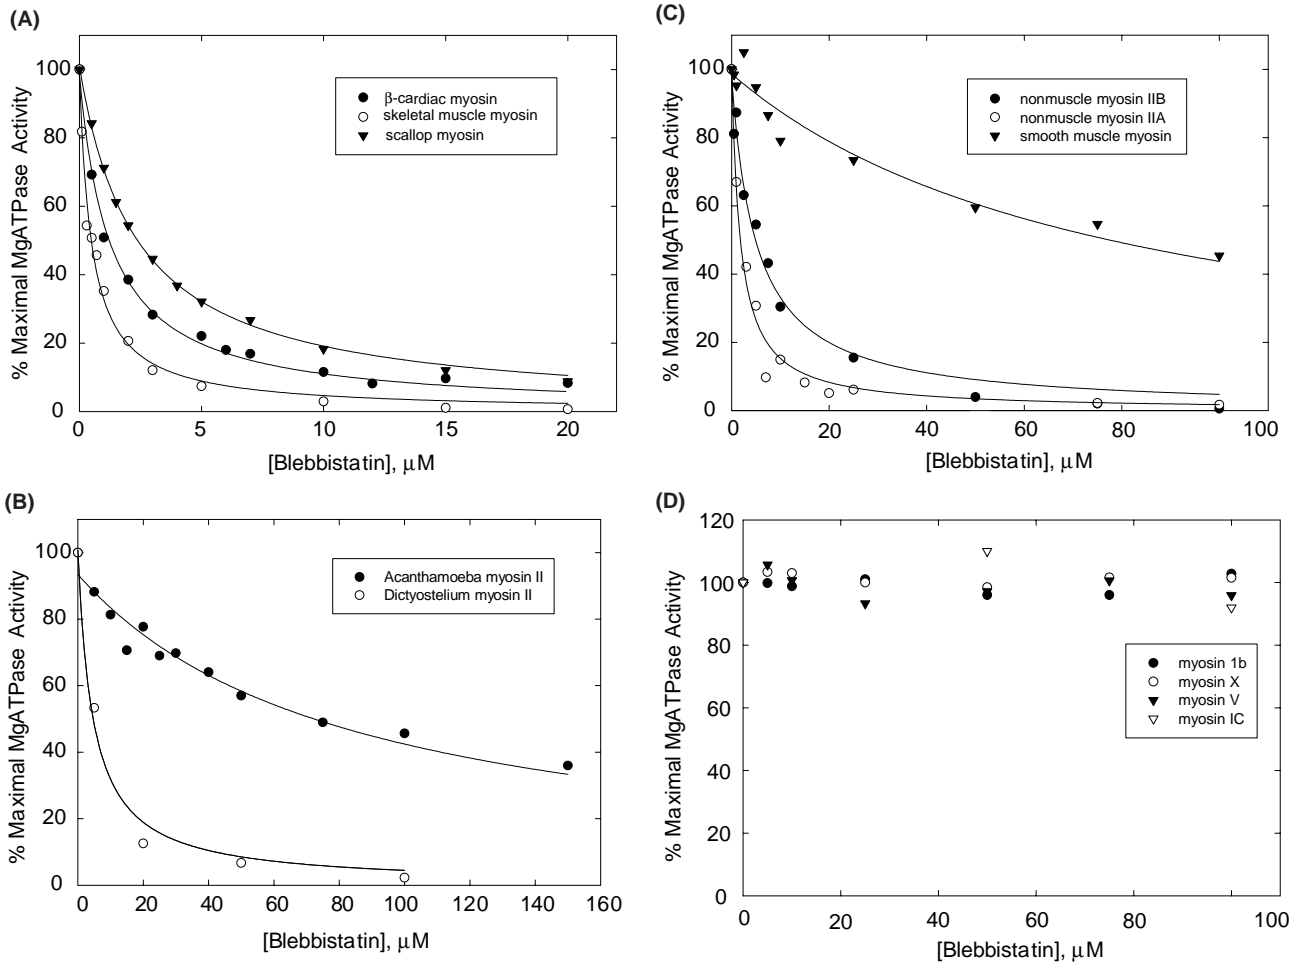 (A)
% Maximal MgATPase Activity
100
80
60
40
20
0
β-cardiac myosin
skeletal muscle myosin
scallop myosin
0 5 10 15 20
[Blebbistatin], μM
(C)
% Maximal MgATPase Activity
100
80
60
40
20
0
nonmuscle myosin IIB
nonmuscle myosin IIA
smooth muscle myosin
0 20 40 60 80 100
[Blebbistatin], μM
(B)
% Maximal MgATPase Activity
100
80
60
40
20
0
Acanthamoeba myosin II
Dictyostelium myosin II
0 20 40 60 80 100 120 140 160
[Blebbistatin], μM
(D)
% Maximal MgATPase Activity
120
100
80
60
40
20
0
myosin 1b
myosin X
myosin V
myosin IC
0 20 40 60 80 100
[Blebbistatin], μM